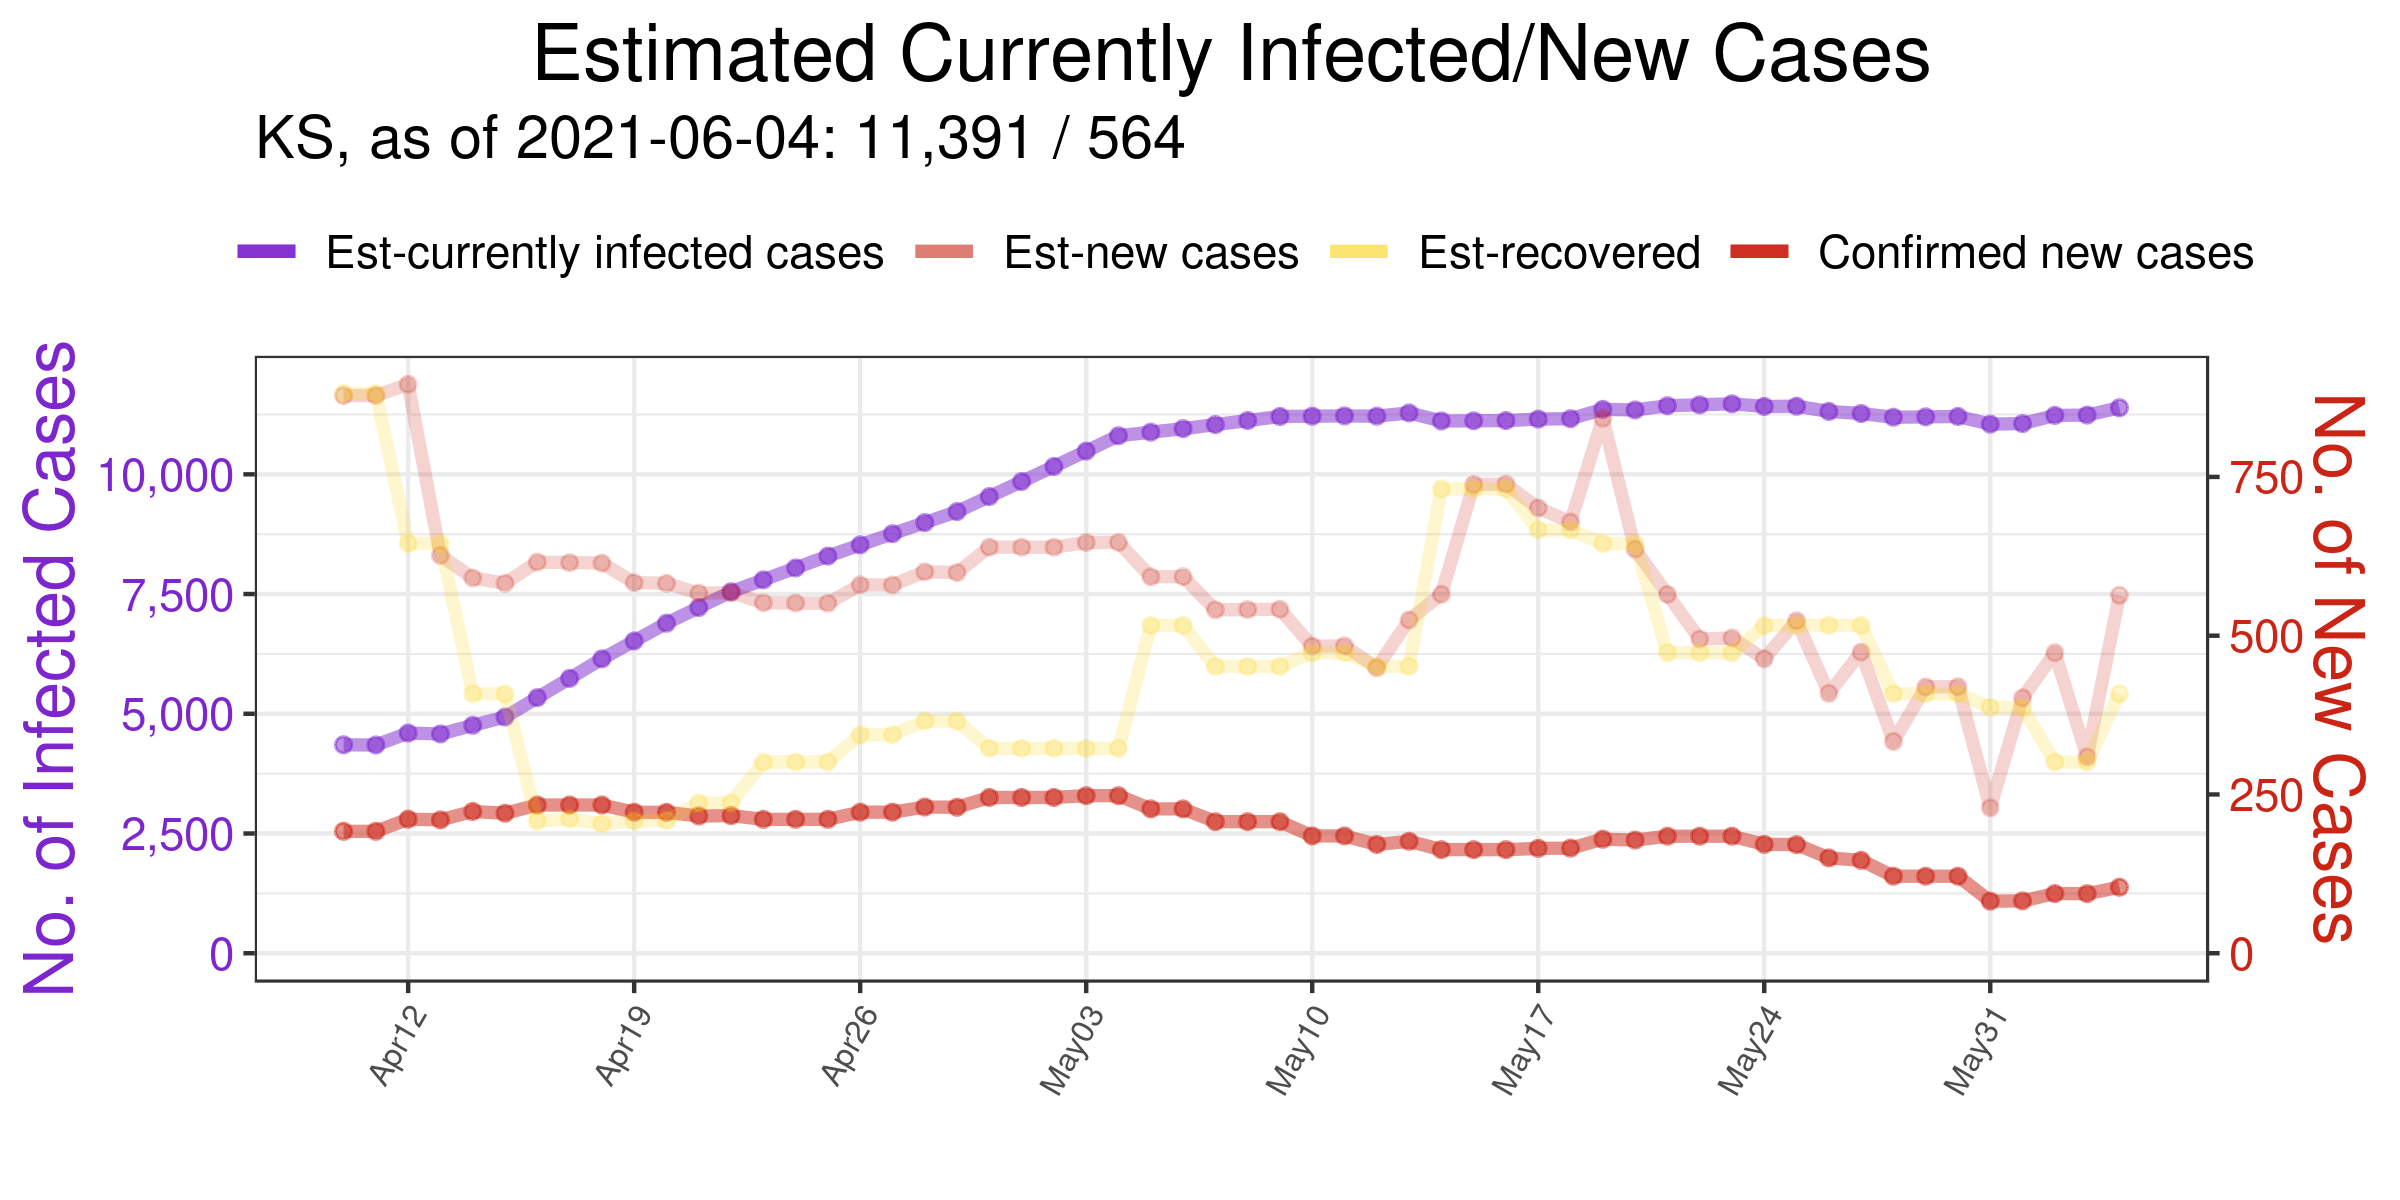 Estimated Currently Infected/New Cases
KS, as of 2021-06-04: 11,391 / 564
Est-currently infected cases Est-new cases Est-recovered Confirmed new cases
No. of Infected Cases
10,000
7,500
5,000
2,500
0
No. of New Cases
750
500
250
0
Apr12 Apr19 Apr26 May03 May10 May17 May24 May31